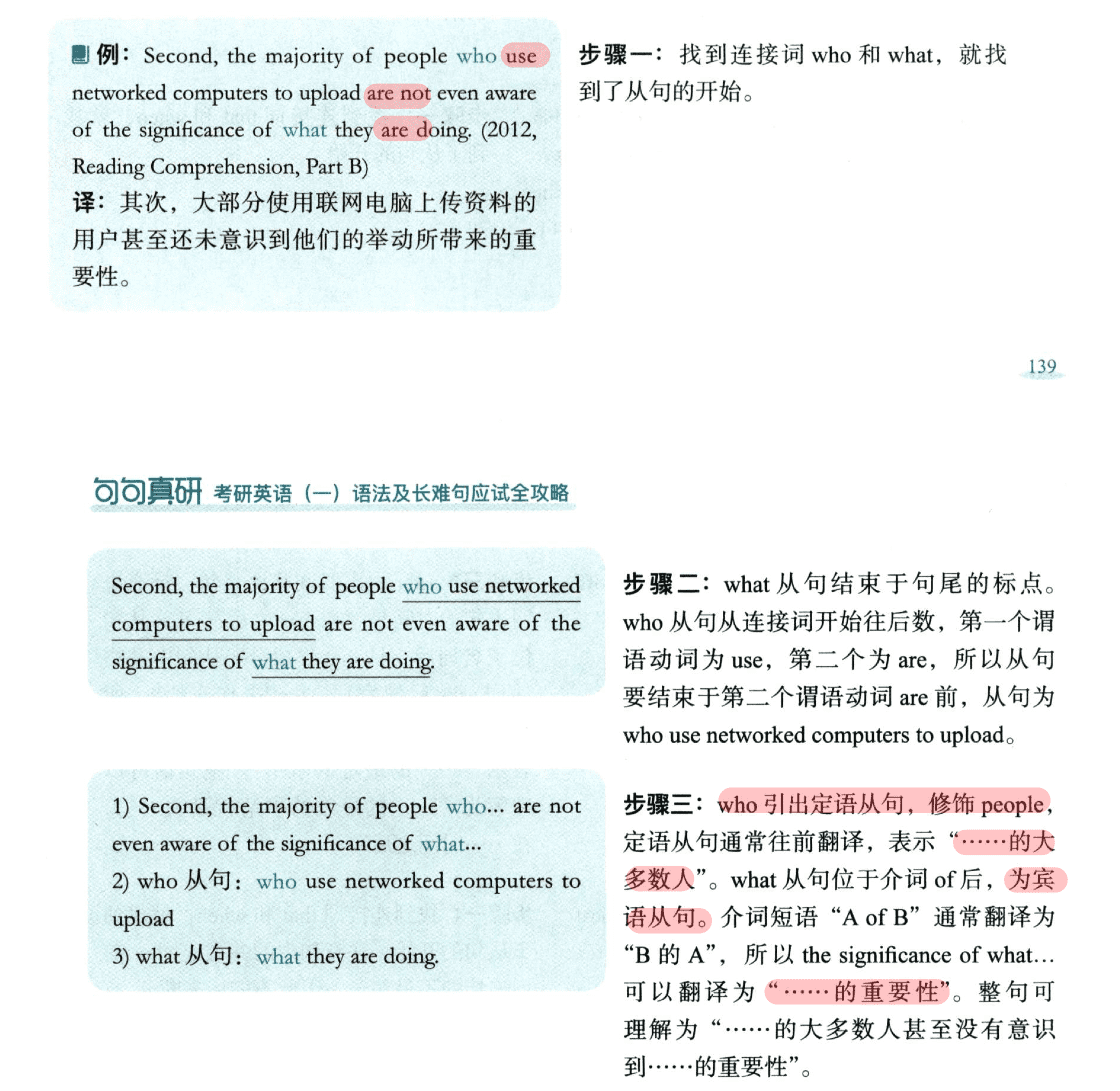 例：Second, the majority of people who use
networked computers to upload are not even aware
of the significance of what they are doing. (2012,
Reading Comprehension, Part B)
译：其次，大部分使用联网电脑上传资料的
用户甚至还未意识到他们的举动所带来的重
要性。
步骤一：找到连接词 who 和 what，就找
到了从句的开始。
139
句句真研 考研英语（一）语法及长难句应试全攻略
Second, the majority of people who use networked
computers to upload are not even aware of the
significance of what they are doing.
步骤二：what 从句结束于句尾的标点。
who 从句从连接词开始往后数，第一个谓
语动词为 use，第二个为 are，所以从句
要结束于第二个谓语动词 are 前，从句为
who use networked computers to upload。
1) Second, the majority of people who... are not
even aware of the significance of what...
2) who 从句：who use networked computers to
upload
3) what 从句：what they are doing.
步骤三：who 引出定语从句，修饰 people，
定语从句通常往前翻译，表示“……的大
多数人”。what 从句位于介词 of 后，为宾
语从句。介词短语“A of B”通常翻译为
“B 的 A”，所以 the significance of what...
可以翻译为“……的重要性”。整句可
理解为“……的大多数人甚至没有意识
到……的重要性”。